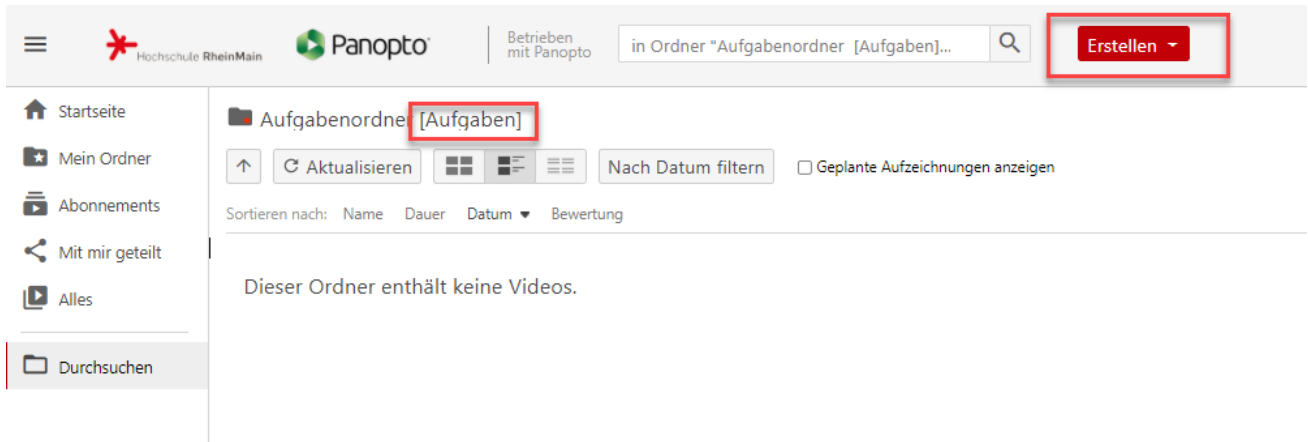 Hochschule RheinMain
Panopto
Betrieben
mit Panopto
in Ordner "Aufgabenordner [Aufgaben]...
Erstellen
Startseite
Mein Ordner
Abonnements
Mit mir geteilt
Alles
Durchsuchen
Aufgabenordner [Aufgaben]
Aktualisieren
Nach Datum filtern
Geplante Aufzeichnungen anzeigen
Sortieren nach: Name Dauer Datum Bewertung
Dieser Ordner enthält keine Videos.